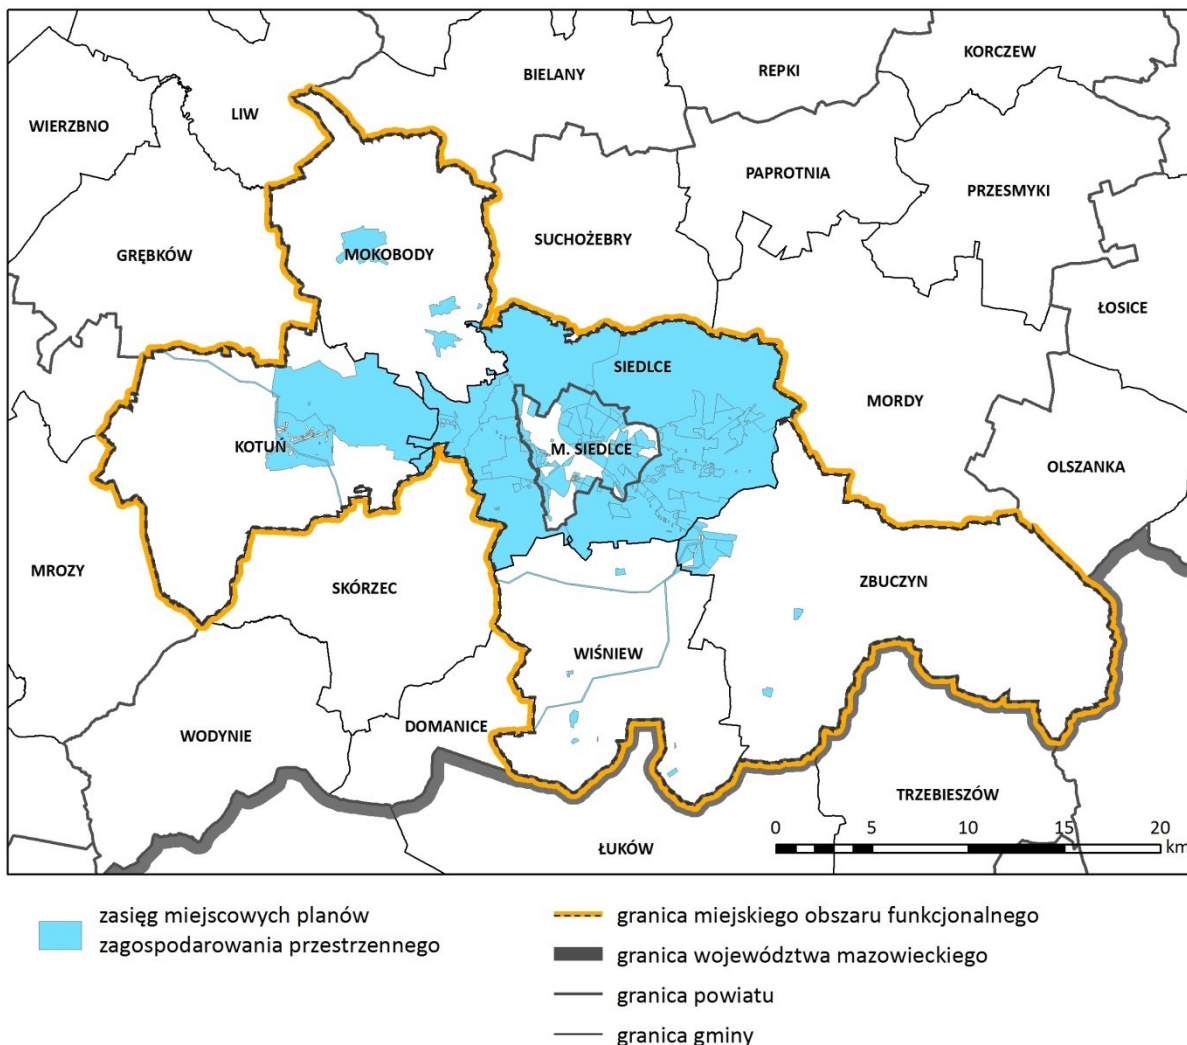 KORCZEW
BIELANY
REPKI
LIW
WIERZBNO
PAPROTNIA
PRZESMYKI
SUCHOŻEBRY
MOKOBODY
GRĘBKÓW
ŁOSICE
SIEDLCE
MORDY
KOTUŃ
M. SIEDLCE
OLSZANKA
MROZY
SKÓRZEC
ZBUCZYN
WIŚNIEW
DOMANICE
WODYNIE
TRZEBIESZÓW
ŁUKÓW
0 5 10 15 20
km
zasięg miejscowych planów
zagospodarowania przestrzennego
granica miejskiego obszaru funkcjonalnego
granica województwa mazowieckiego
granica powiatu
granica gminy